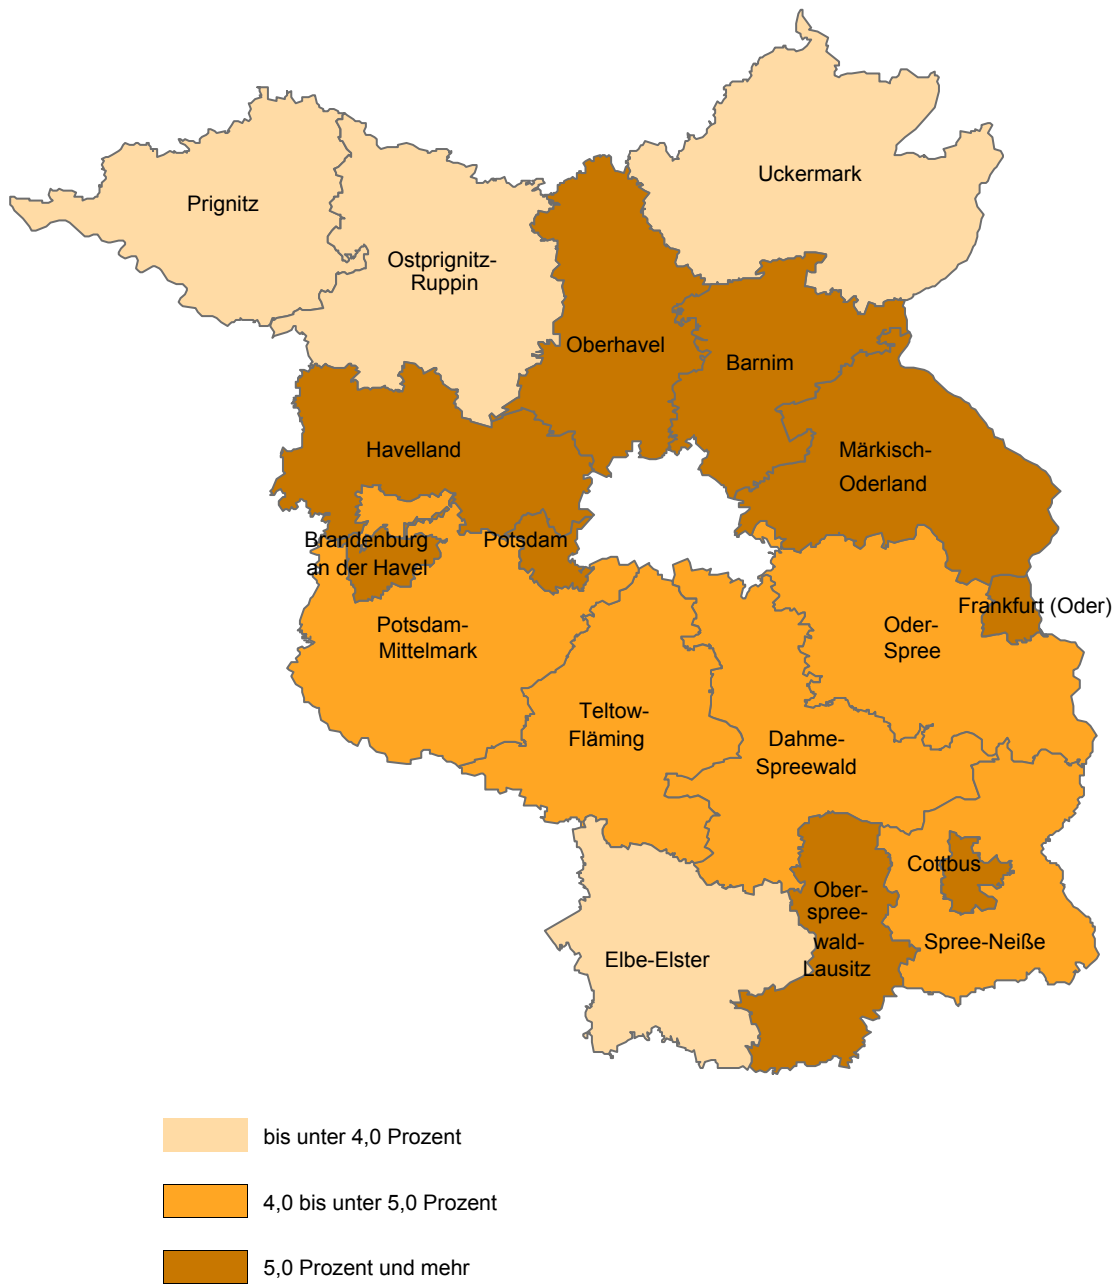 Uckermark
Prignitz
Ostprignitz-
Ruppin
Oberhavel
Barnim
Havelland
Märkisch-
Oderland
Brandenburg
an der Havel
Potsdam
Frankfurt (Oder)
Potsdam-
Mittelmark
Oder-
Spree
Teltow-
Fläming
Dahme-
Spreewald
Cottbus
Ober-
spree-
wald-
Lausitz
Spree-Neiße
Elbe-Elster
bis unter 4,0 Prozent
4,0 bis unter 5,0 Prozent
5,0 Prozent und mehr